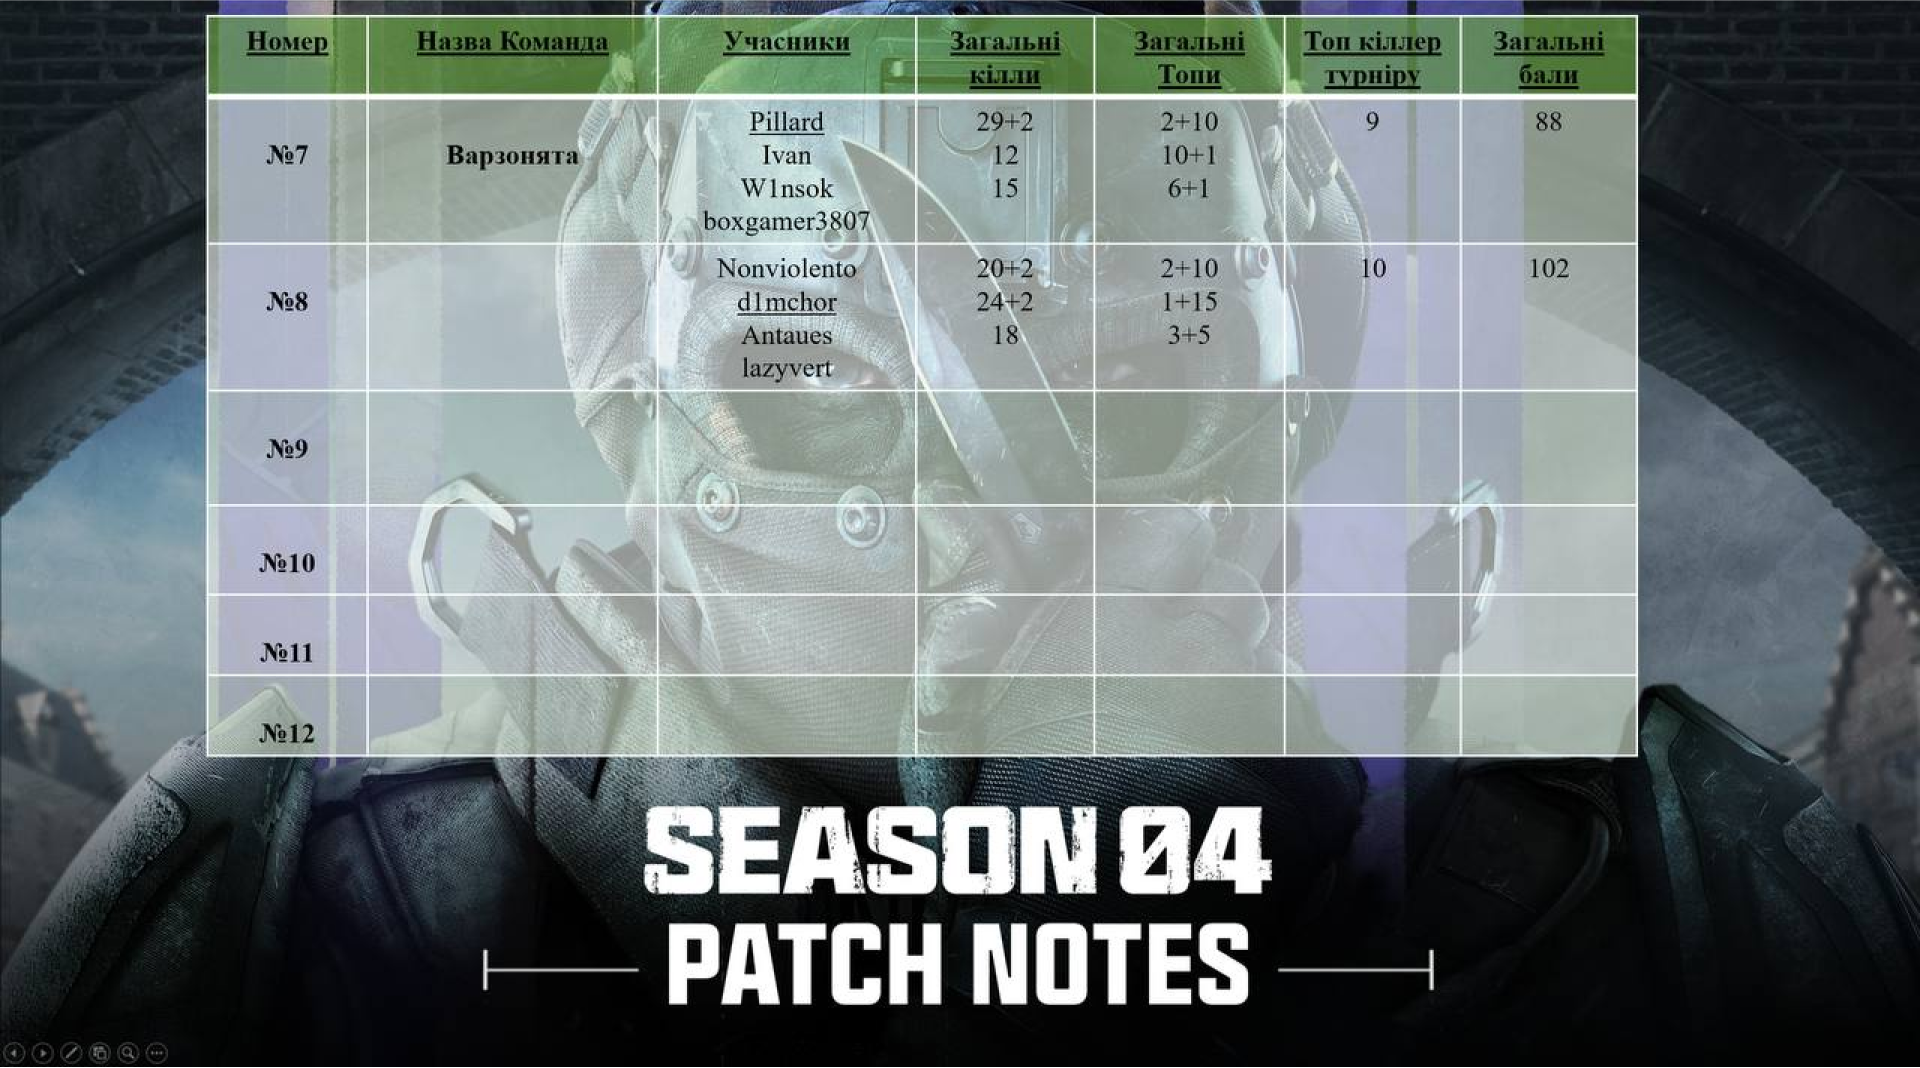 Номер Назва Команда Учасники Загальні кілли Загальні Топи Топ кіллер турніру Загальні бали
№7 Варзонята Pillard 29+2 2+10 9 88
Ivan 12 10+1
W1nsok 15 6+1
boxgamer3807
№8 Nonviolento 20+2 2+10 10 102
d1mchor 24+2 1+15
Antaues 18 3+5
lazyvert
№9
№10
№11
№12
SEASON 04
PATCH NOTES